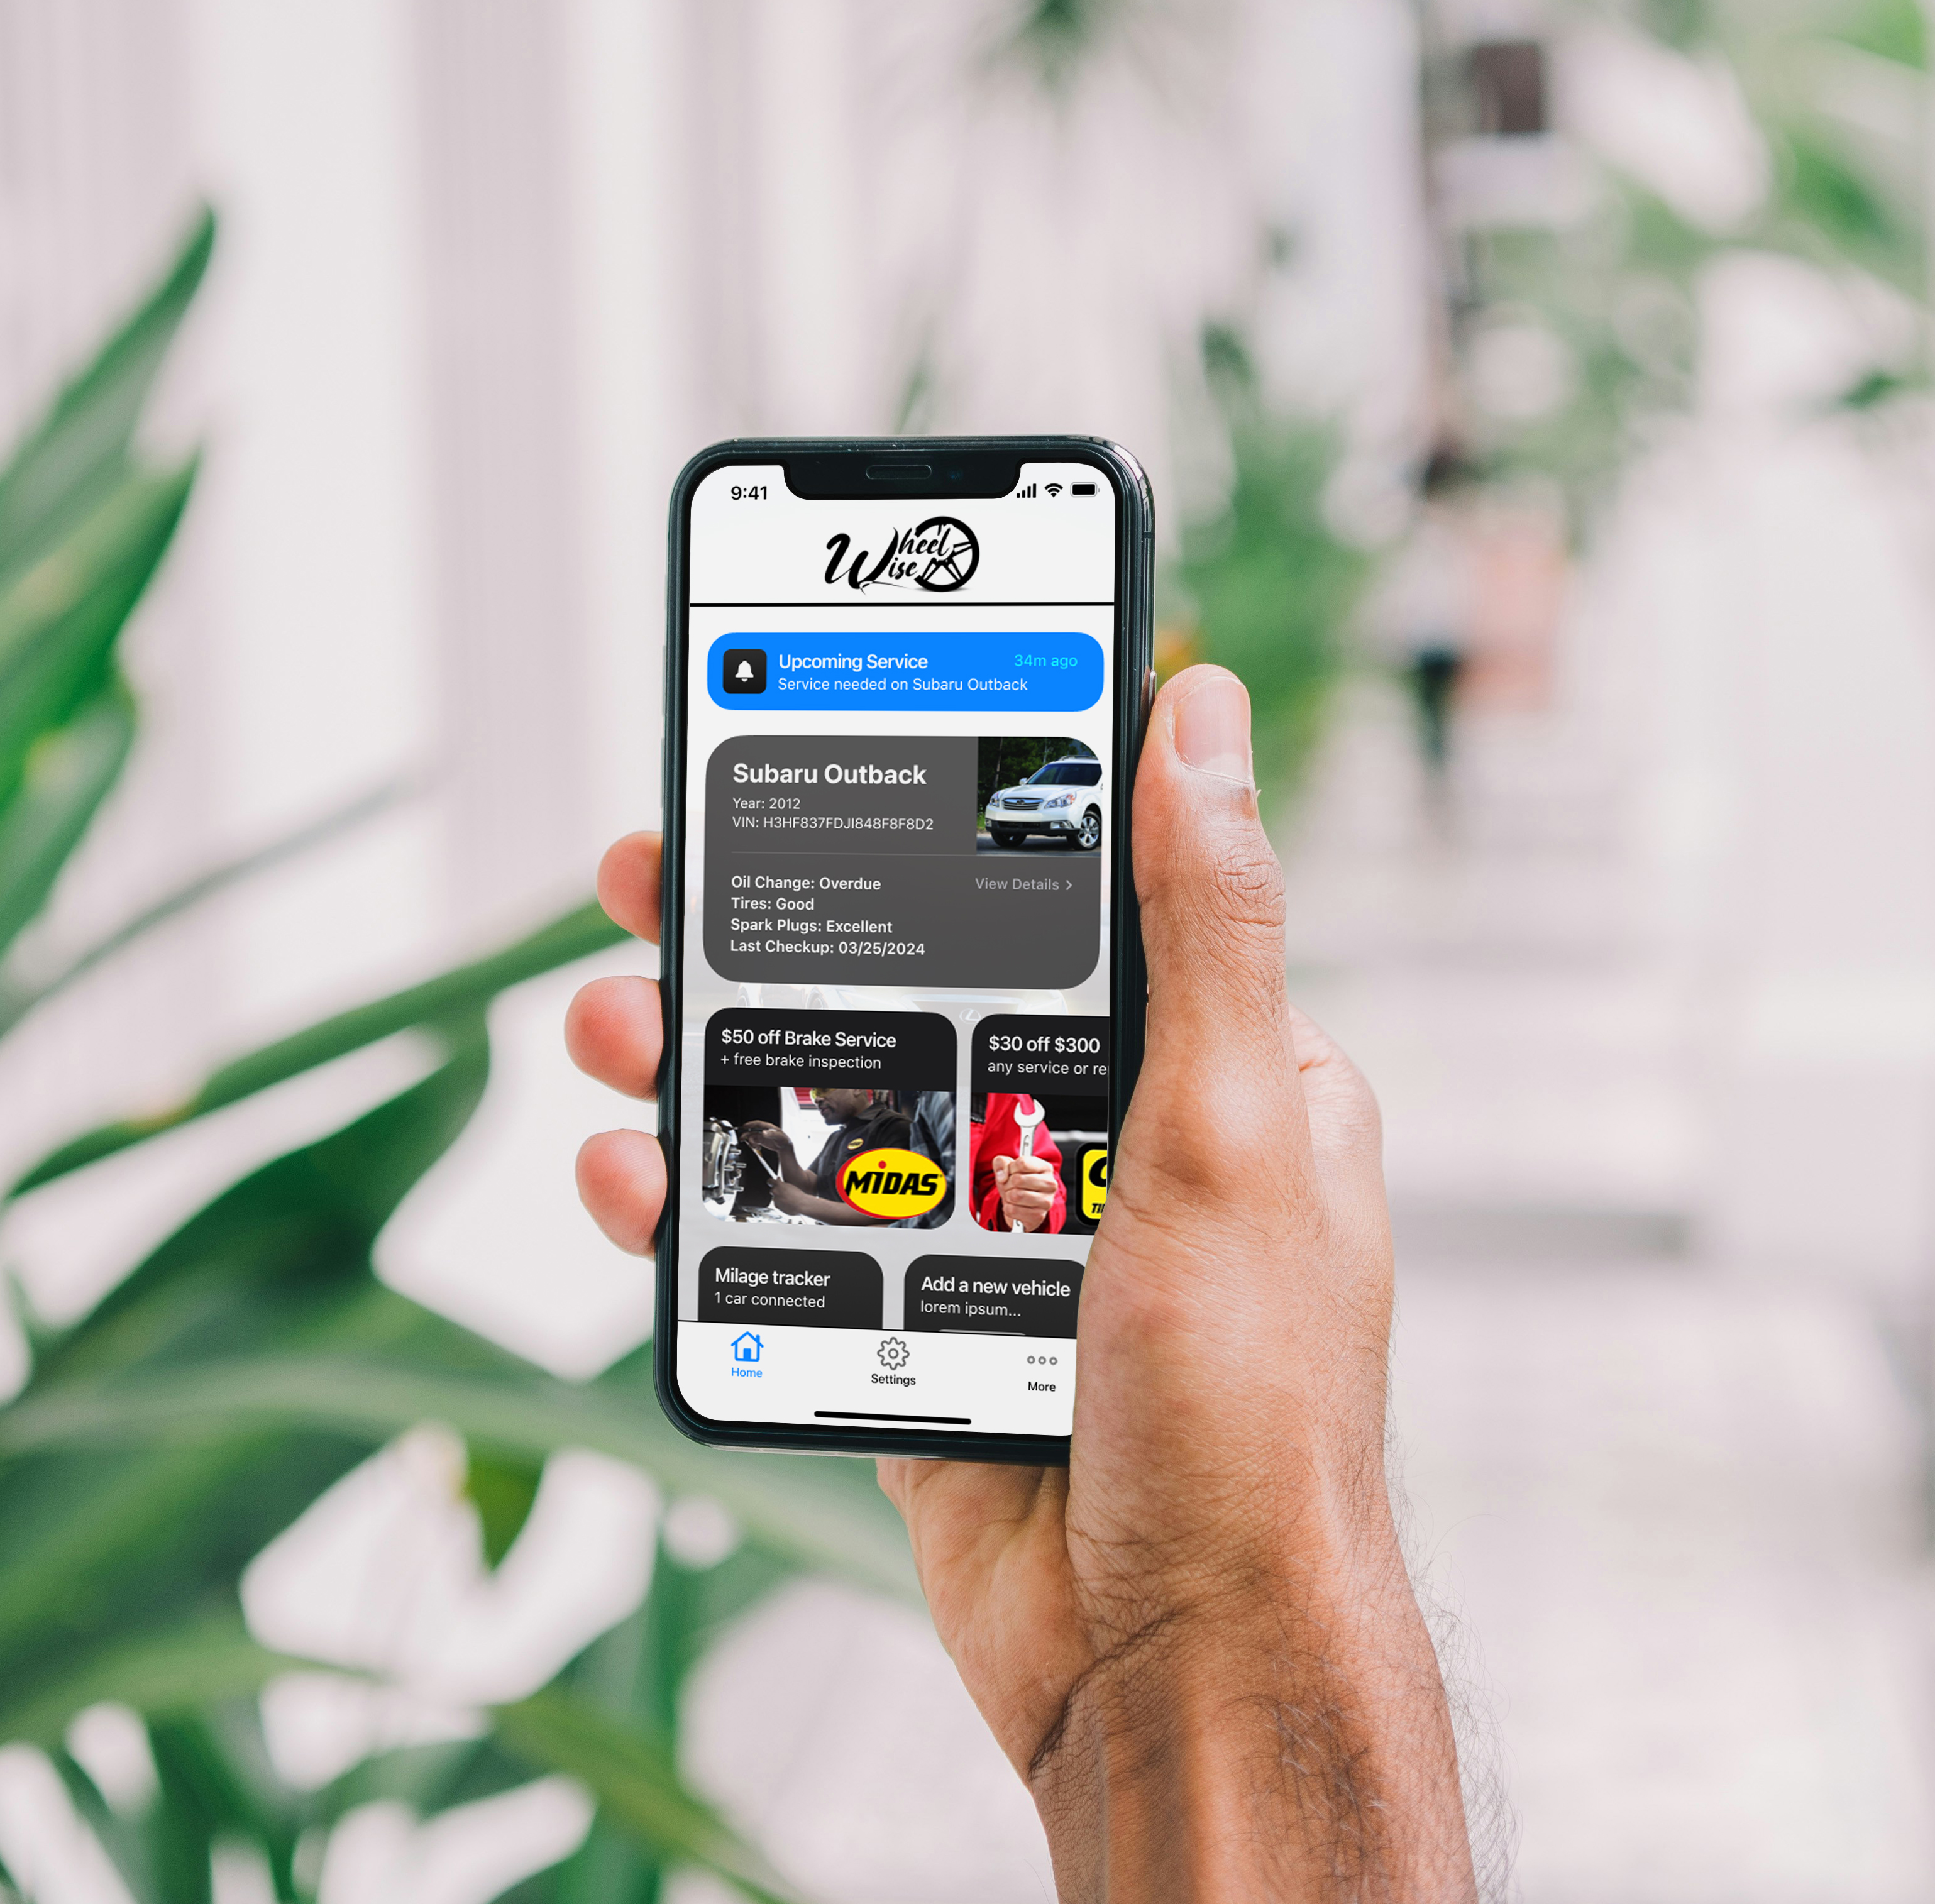 9:41
Wheel
Wise
Upcoming Service
34m ago
Service needed on Subaru Outback
Subaru Outback
Year: 2012
VIN: H3HF837FDJI848F8F8D2
Oil Change: Overdue
View Details >
Tires: Good
Spark Plugs: Excellent
Last Checkup: 03/25/2024
$50 off Brake Service
+ free brake inspection
$30 off $300
any service or re
MIDAS
TI
Milage tracker
1 car connected
Add a new vehicle
lorem ipsum...
Home
Settings
More